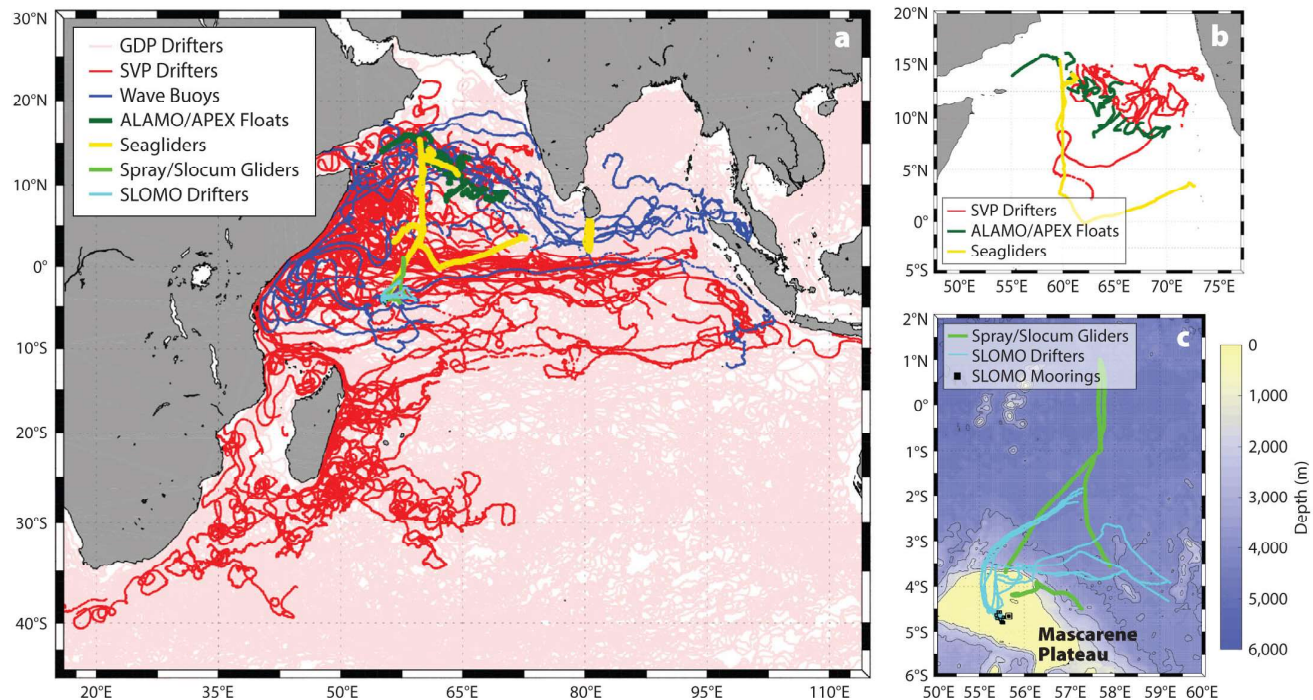 a
GDP Drifters
SVP Drifters
Wave Buoys
ALAMO/APEX Floats
Seagliders
Spray/Slocum Gliders
SLOMO Drifters
30°N
20°N
10°N
0°
10°S
20°S
30°S
40°S
20°E
35°E
50°E
65°E
80°E
95°E
110°E
b
20°N
15°N
10°N
5°N
0°
5°S
SVP Drifters
ALAMO/APEX Floats
Seagliders
50°E
55°E
60°E
65°E
70°E
75°E
c
Spray/Slocum Gliders
SLOMO Drifters
SLOMO Moorings
2°N
1°N
0°
1°S
2°S
3°S
4°S
5°S
6°S
Mascarene
Plateau
50°E
55°E
56°E
57°E
58°E
59°E
60°E
0
1,000
2,000
3,000
4,000
5,000
6,000
Depth (m)